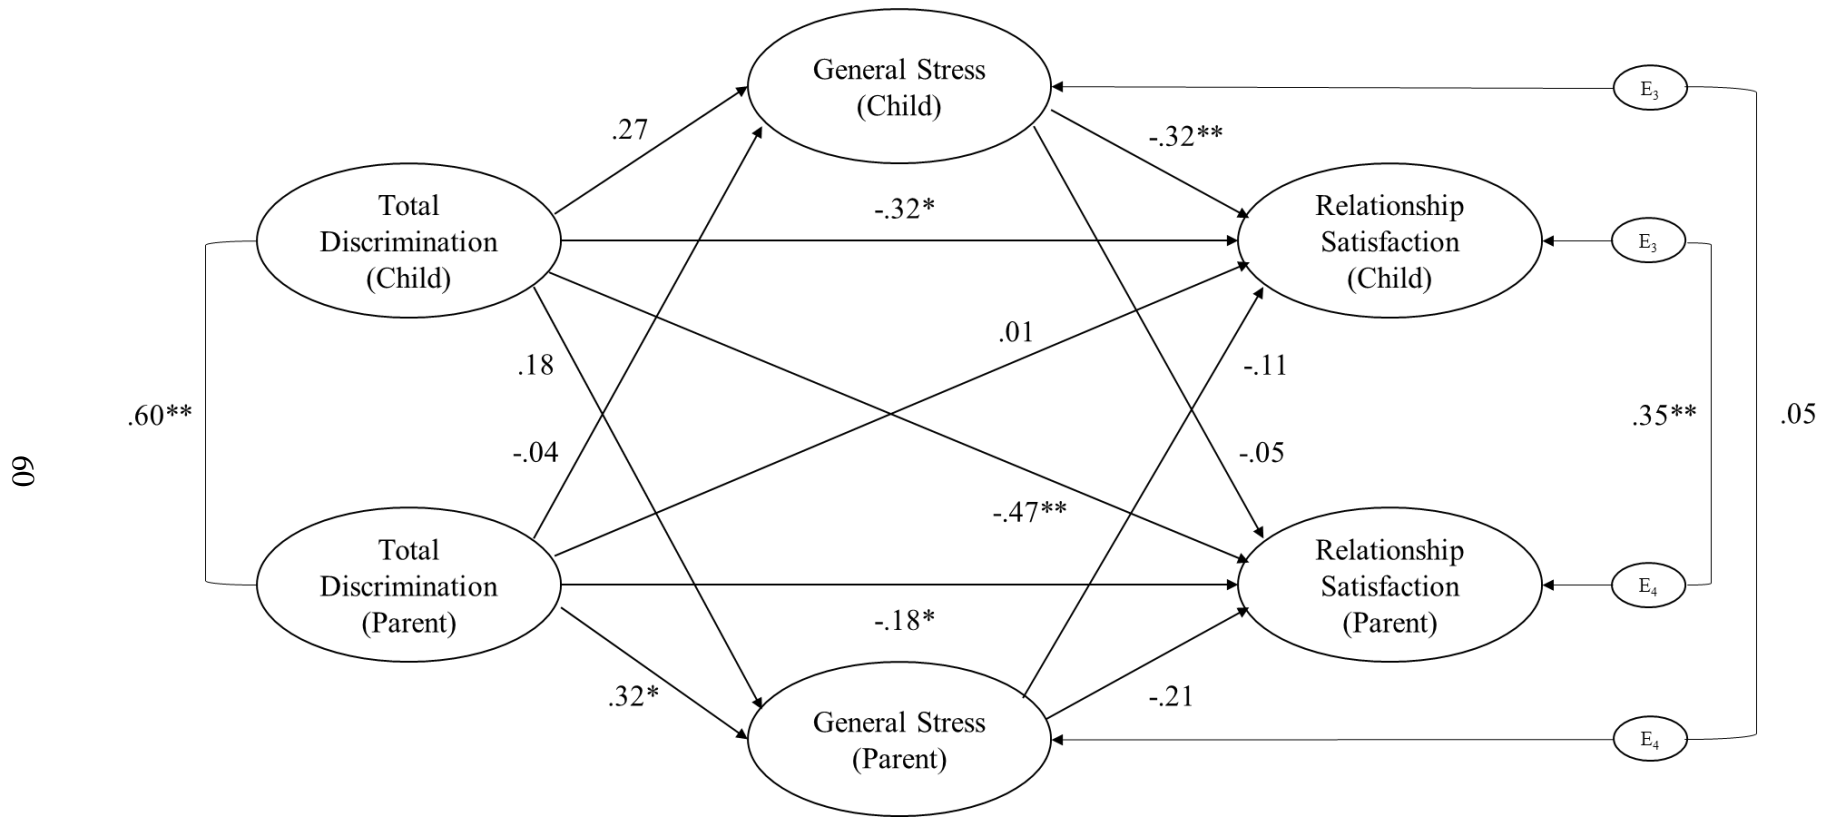 General Stress
(Child)
E3
.27
-.32**
Total
Discrimination
(Child)
-.32*
Relationship
Satisfaction
(Child)
E3
.01
.18
-.11
.60**
.35**
.05
-.04
-.05
60
-.47**
Total
Discrimination
(Parent)
Relationship
Satisfaction
(Parent)
E4
-.18*
.32*
-.21
General Stress
(Parent)
E4